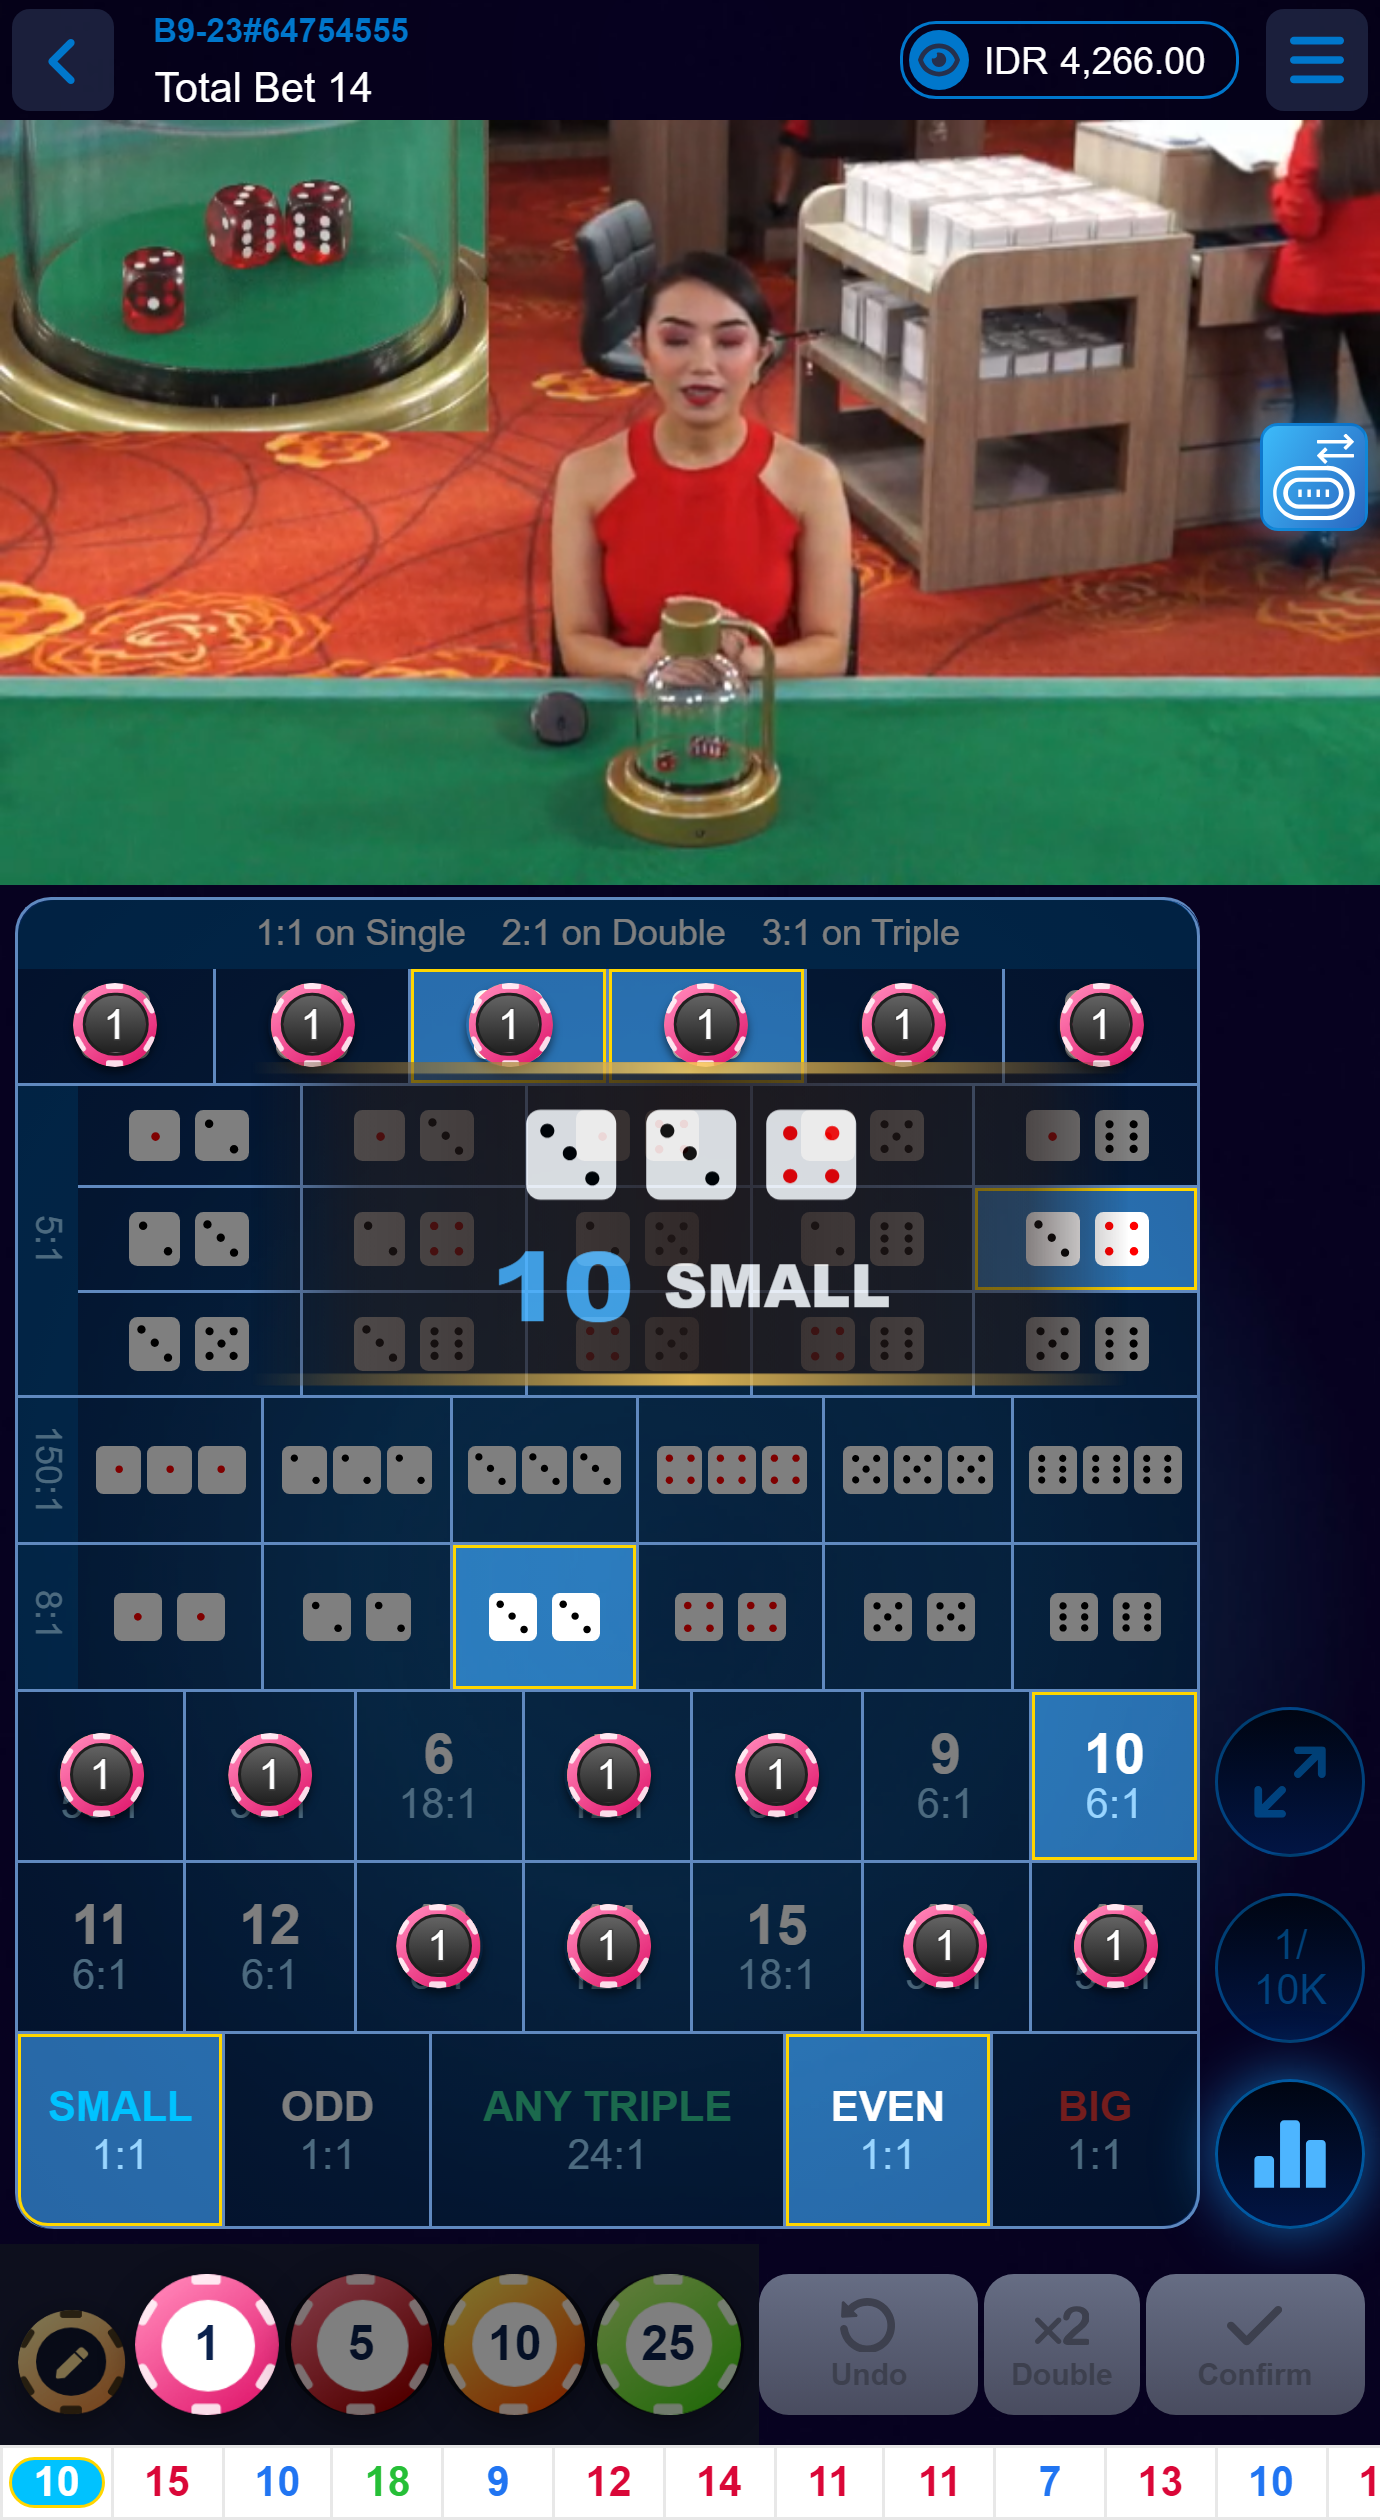 B9-23#64754555
Total Bet 14
IDR 4,266.00
1:1 on Single 2:1 on Double 3:1 on Triple
1 1 1 1 1 1
5:1
10 SMALL
150:1
8:1
1 1 6 1 1 9 10
18:1 6:1 6:1
11 12 1 1 15 1 1
6:1 6:1 18:1
1/
10K
SMALL ODD ANY TRIPLE EVEN BIG
1:1 1:1 24:1 1:1 1:1
1 5 10 25
x2
Undo Double Confirm
10 15 10 18 9 12 14 11 11 7 13 10